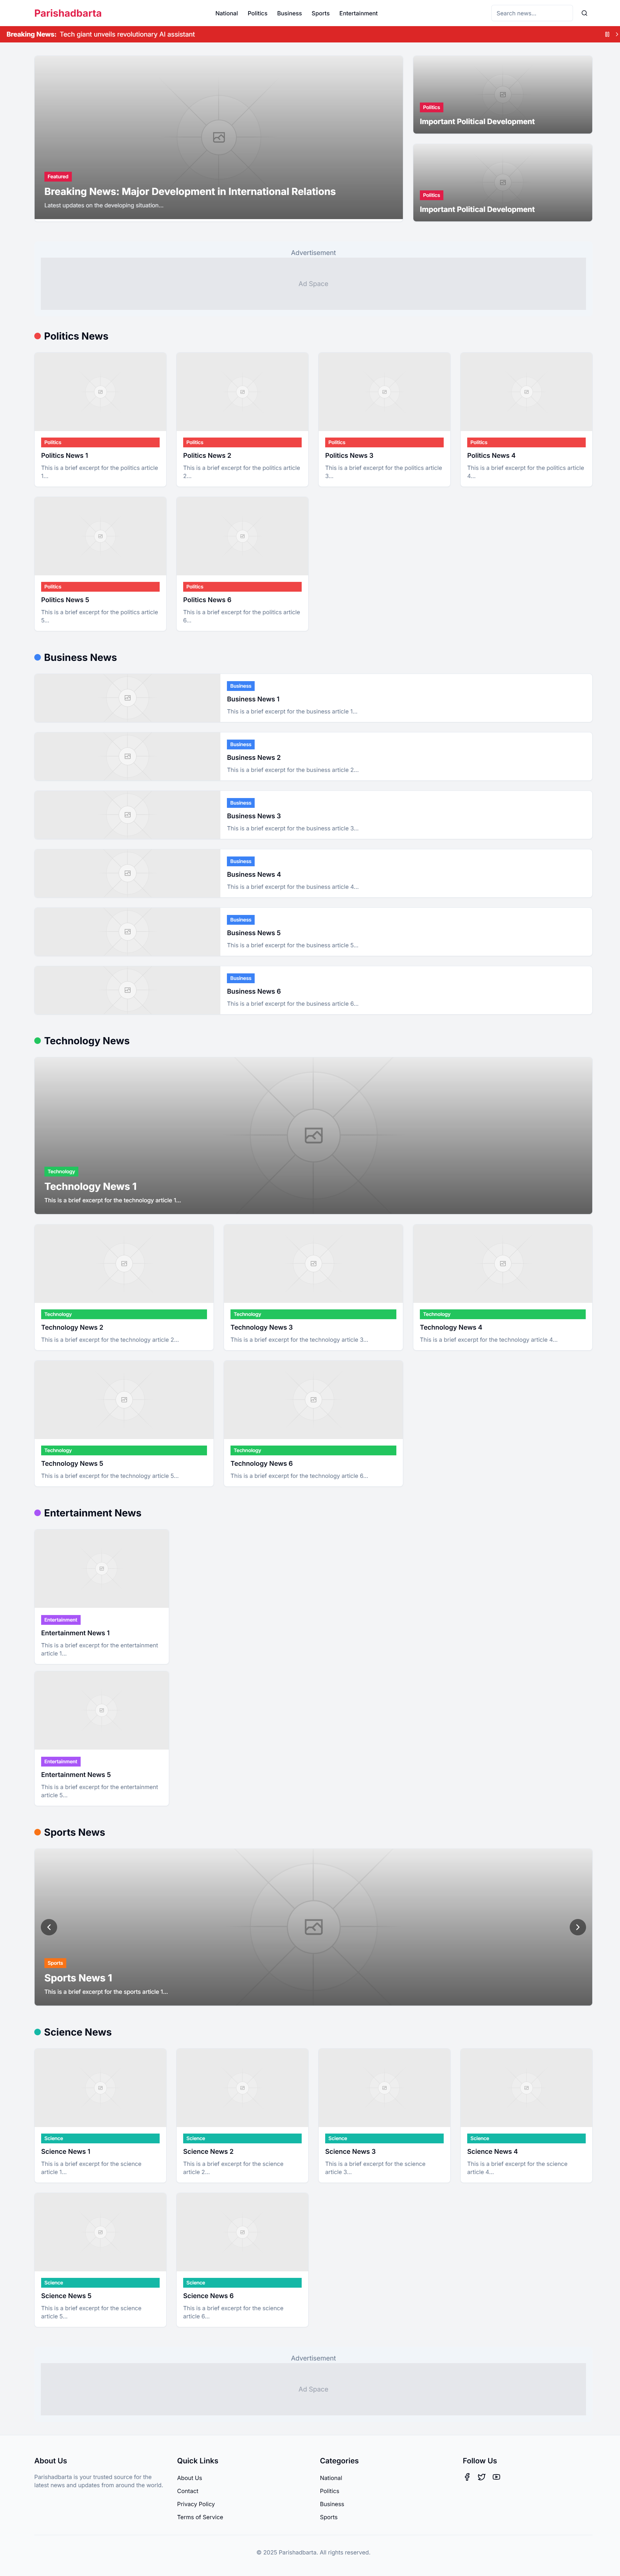 Parishadbarta
National Politics Business Sports Entertainment
Search news...
Breaking News: Tech giant unveils revolutionary AI assistant
Featured
Breaking News: Major Development in International Relations
Latest updates on the developing situation...
Politics
Important Political Development
Politics
Important Political Development
Advertisement
Ad Space
Politics News
Politics
Politics News 1
This is a brief excerpt for the politics article
1...
Politics
Politics News 2
This is a brief excerpt for the politics article
2...
Politics
Politics News 3
This is a brief excerpt for the politics article
3...
Politics
Politics News 4
This is a brief excerpt for the politics article
4...
Politics
Politics News 5
This is a brief excerpt for the politics article
5...
Politics
Politics News 6
This is a brief excerpt for the politics article
6...
Business News
Business
Business News 1
This is a brief excerpt for the business article 1...
Business
Business News 2
This is a brief excerpt for the business article 2...
Business
Business News 3
This is a brief excerpt for the business article 3...
Business
Business News 4
This is a brief excerpt for the business article 4...
Business
Business News 5
This is a brief excerpt for the business article 5...
Business
Business News 6
This is a brief excerpt for the business article 6...
Technology News
Technology
Technology News 1
This is a brief excerpt for the technology article 1...
Technology
Technology News 2
This is a brief excerpt for the technology article 2...
Technology
Technology News 3
This is a brief excerpt for the technology article 3...
Technology
Technology News 4
This is a brief excerpt for the technology article 4...
Technology
Technology News 5
This is a brief excerpt for the technology article 5...
Technology
Technology News 6
This is a brief excerpt for the technology article 6...
Entertainment News
Entertainment
Entertainment News 1
This is a brief excerpt for the entertainment
article 1...
Entertainment
Entertainment News 5
This is a brief excerpt for the entertainment
article 5...
Sports News
Sports
Sports News 1
This is a brief excerpt for the sports article 1...
Science News
Science
Science News 1
This is a brief excerpt for the science
article 1...
Science
Science News 2
This is a brief excerpt for the science
article 2...
Science
Science News 3
This is a brief excerpt for the science
article 3...
Science
Science News 4
This is a brief excerpt for the science
article 4...
Science
Science News 5
This is a brief excerpt for the science
article 5...
Science
Science News 6
This is a brief excerpt for the science
article 6...
Advertisement
Ad Space
About Us
Parishadbarta is your trusted source for the
latest news and updates from around the world.
Quick Links
About Us
Contact
Privacy Policy
Terms of Service
Categories
National
Politics
Business
Sports
Follow Us
© 2025 Parishadbarta. All rights reserved.